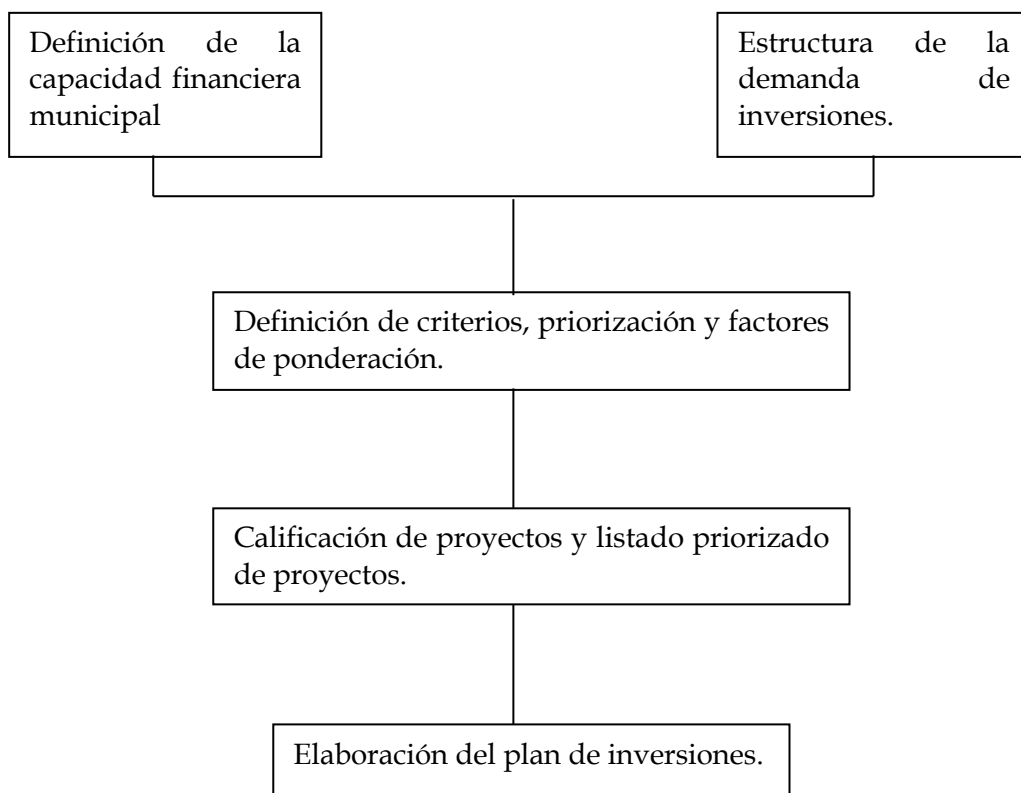 Definición de la
capacidad financiera
municipal
Estructura de la
demanda de
inversiones.
Definición de criterios, priorización y factores
de ponderación.
Calificación de proyectos y listado priorizado
de proyectos.
Elaboración del plan de inversiones.